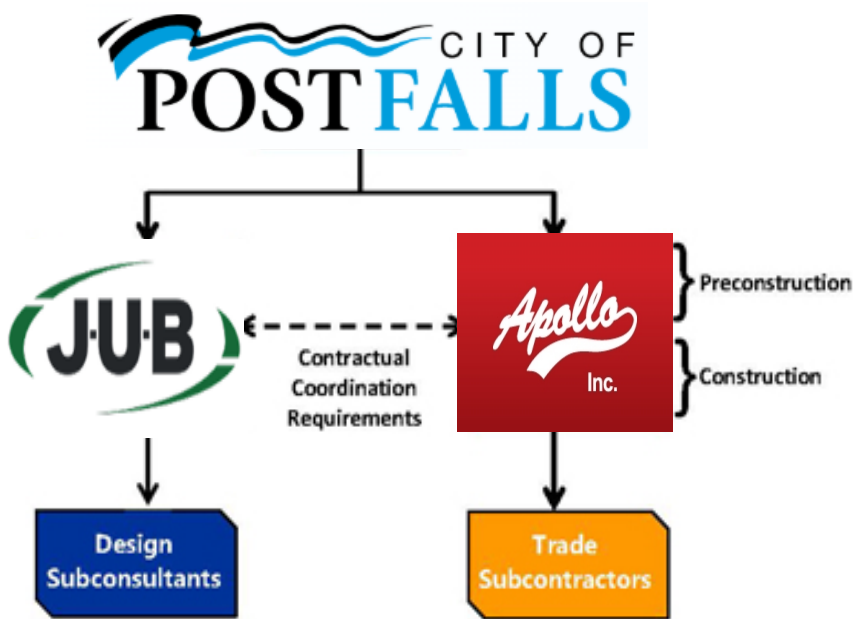 CITY OF
POST FALLS
J·U·B
Apollo
Inc.
Preconstruction
Contractual
Coordination
Requirements
Construction
Design
Subconsultants
Trade
Subcontractors